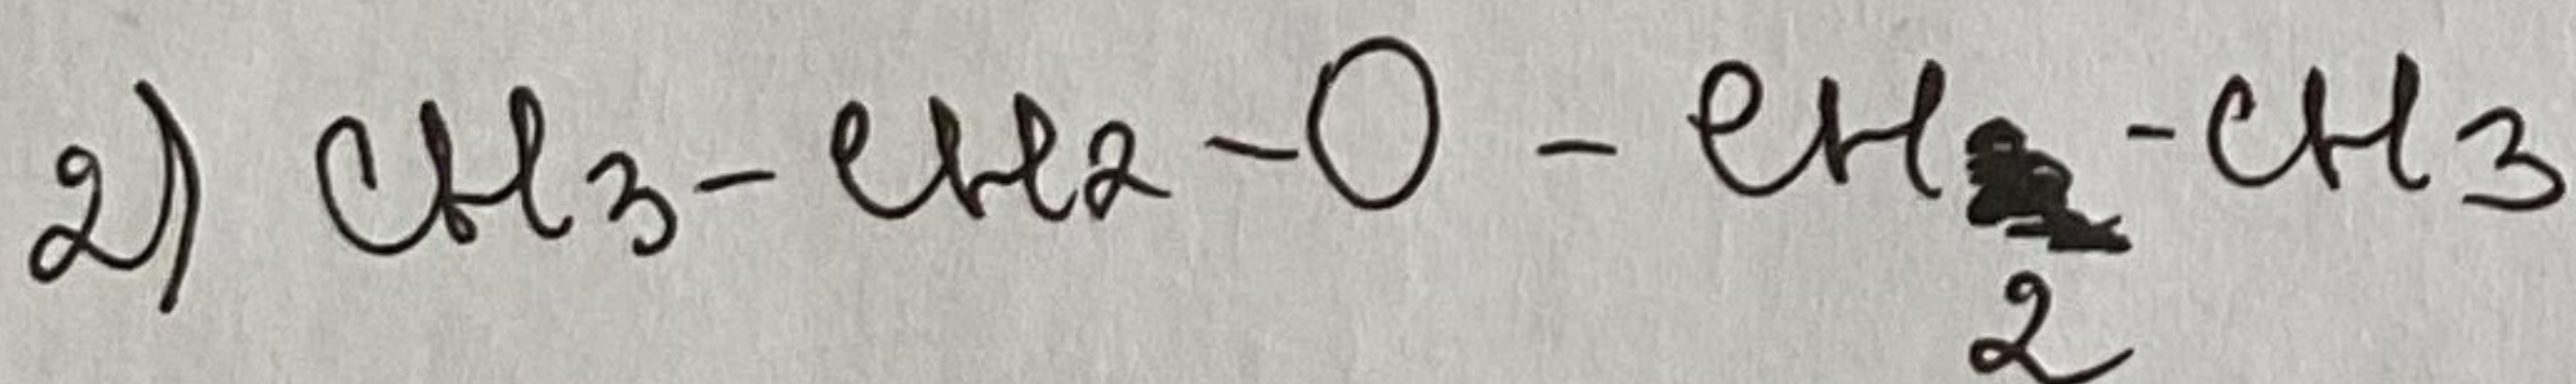 2) CH3 - CH2 - O - CH2 - CH3